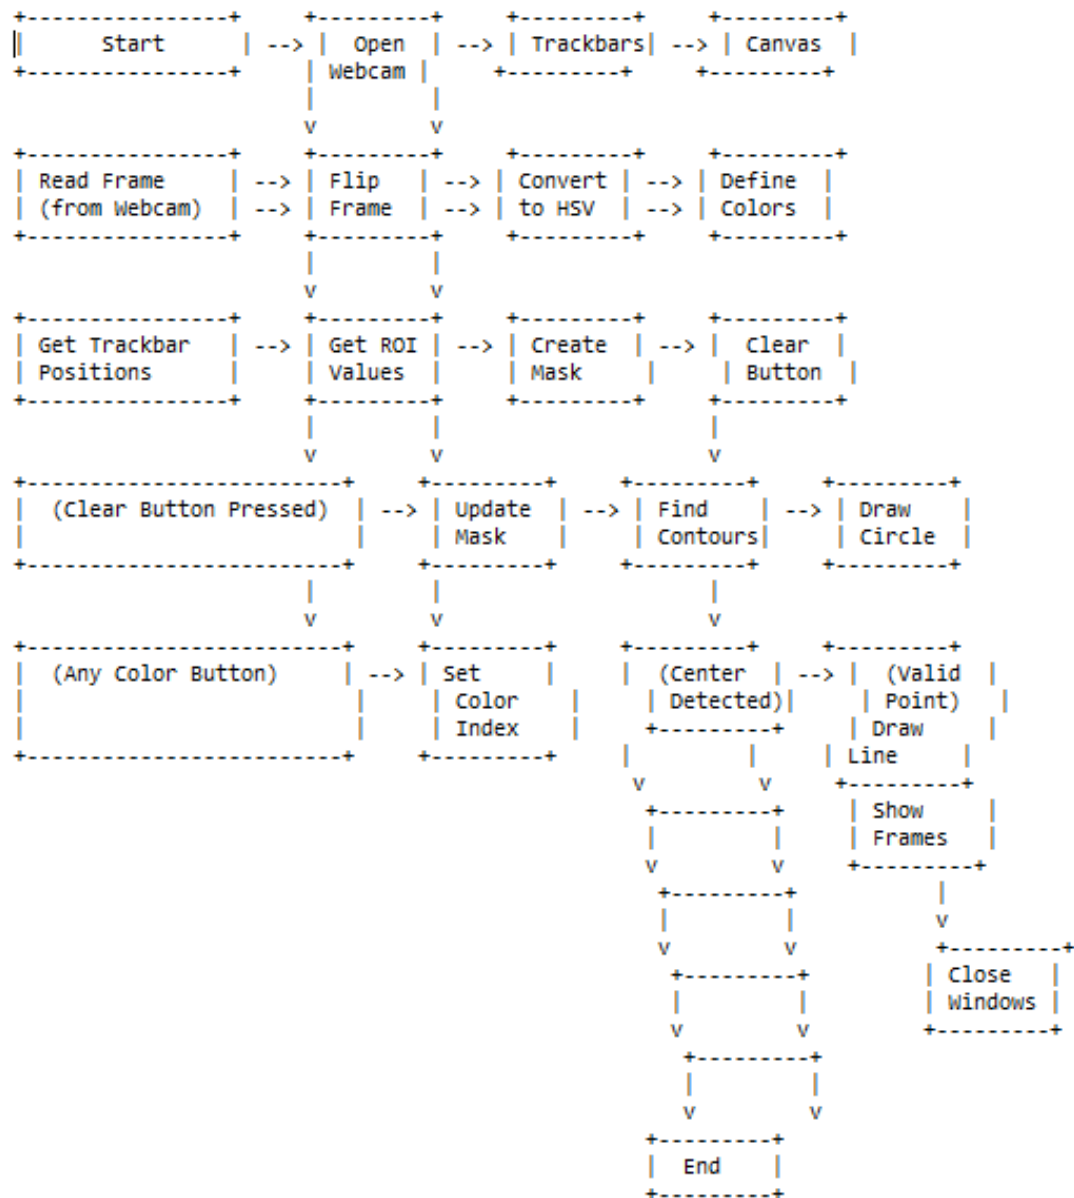 Start --> Open --> Trackbars --> Canvas
Webcam
v v
Read Frame --> Flip --> Convert --> Define
(from Webcam) --> Frame --> to HSV --> Colors
v v
Get Trackbar --> Get ROI --> Create --> Clear
Positions Values Mask Button
v v v
(Clear Button Pressed) --> Update --> Find --> Draw
Mask Contours Circle
v v v
(Any Color Button) --> Set (Center --> (Valid
Color Detected) Point)
Index Draw
Line
v v
Show
Frames
v v
v
v v
Close
Windows
v v
v v
End